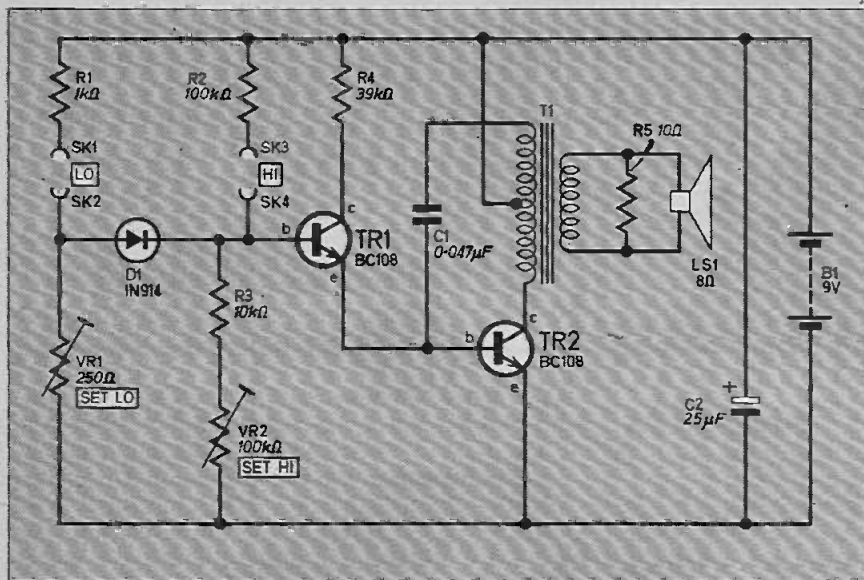 R1
1kΩ
SK1
LO
SK2
R2
100kΩ
SK3
HI
SK4
R4
39kΩ
T1
R5 10Ω
c
b
TR1
BC108
e
C1
0·047µF
LS1
8Ω
B1
9V
D1
IN914
R3
10kΩ
c
b
TR2
BC108
e
VR1
250Ω
SET LO
VR2
100kΩ
SET HI
+
C2
25µF